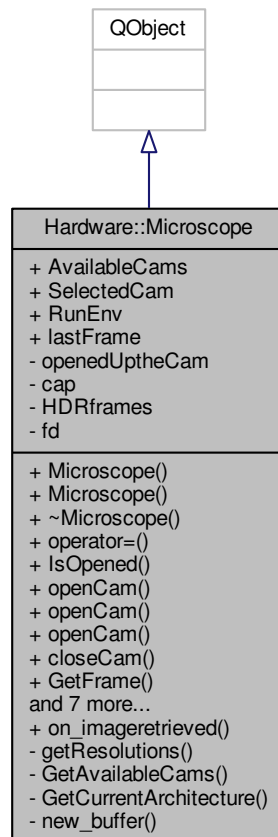 QObject
Hardware::Microscope
+ AvailableCams
+ SelectedCam
+ RunEnv
+ lastFrame
- openedUptheCam
- cap
- HDRframes
- fd
+ Microscope()
+ Microscope()
+ ~Microscope()
+ operator=()
+ IsOpened()
+ openCam()
+ openCam()
+ openCam()
+ closeCam()
+ GetFrame()
and 7 more...
+ on_imageretrieved()
- getResolutions()
- GetAvailableCams()
- GetCurrentArchitecture()
- new_buffer()